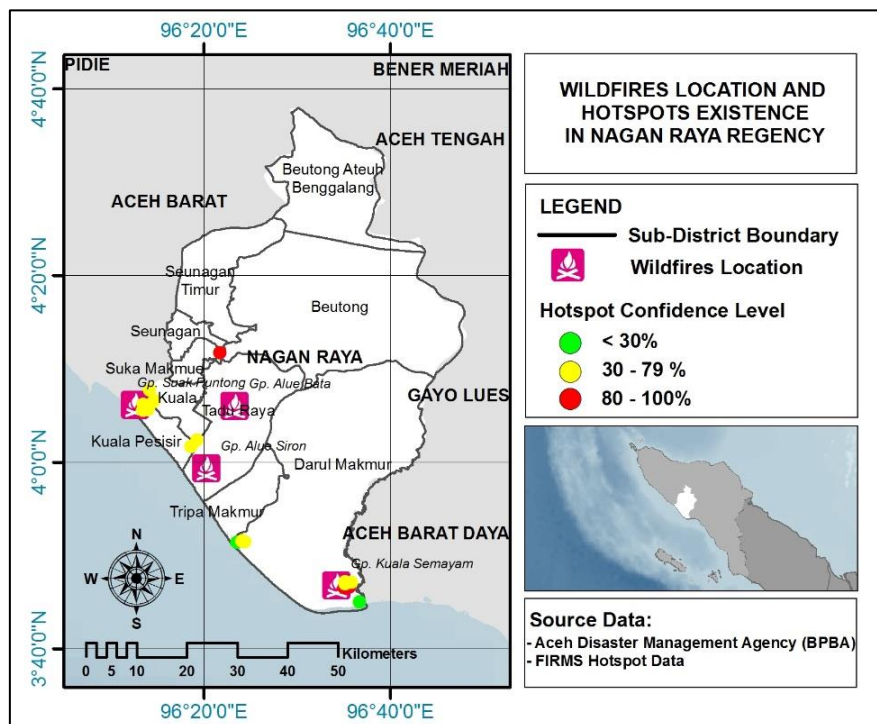 96°20'0"E
96°40'0"E
PIDIE
BENER MERIAH
4°40'0"N
ACEH TENGAH
Beutong Ateuh
Benggalang
ACEH BARAT
4°20'0"N
Seunagan
Timur
Beutong
Seunagan
NAGAN RAYA
Suka Makmue
Gp. Suak Puntong
Gp. Alue Bata
GAYO LUES
Kuala
Tadu Raya
Kuala Pesisir
Gp. Alue Siron
4°0'0"N
Darul Makmur
Tripa Makmur
ACEH BARAT DAYA
Gp. Kuala Semayam
N
W
E
S
Kilometers
0 5 10 20 30 40 50
3°40'0"N
96°20'0"E
96°40'0"E
WILDFIRES LOCATION AND
HOTSPOTS EXISTENCE
IN NAGAN RAYA REGENCY
LEGEND
Sub-District Boundary
Wildfires Location
Hotspot Confidence Level
< 30%
30 - 79 %
80 - 100%
Source Data:
- Aceh Disaster Management Agency (BPBA)
- FIRMS Hotspot Data